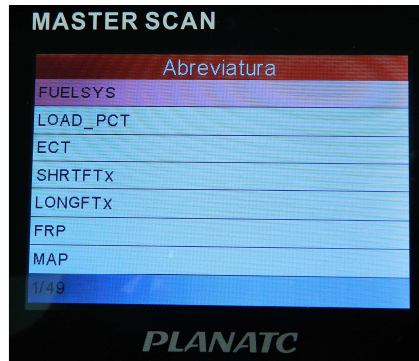 MASTER SCAN
Abreviatura
FUELSYS
LOAD_PCT
ECT
SHRTFTX
LONGFTX
FRP
MAP
1/49
PLANATC